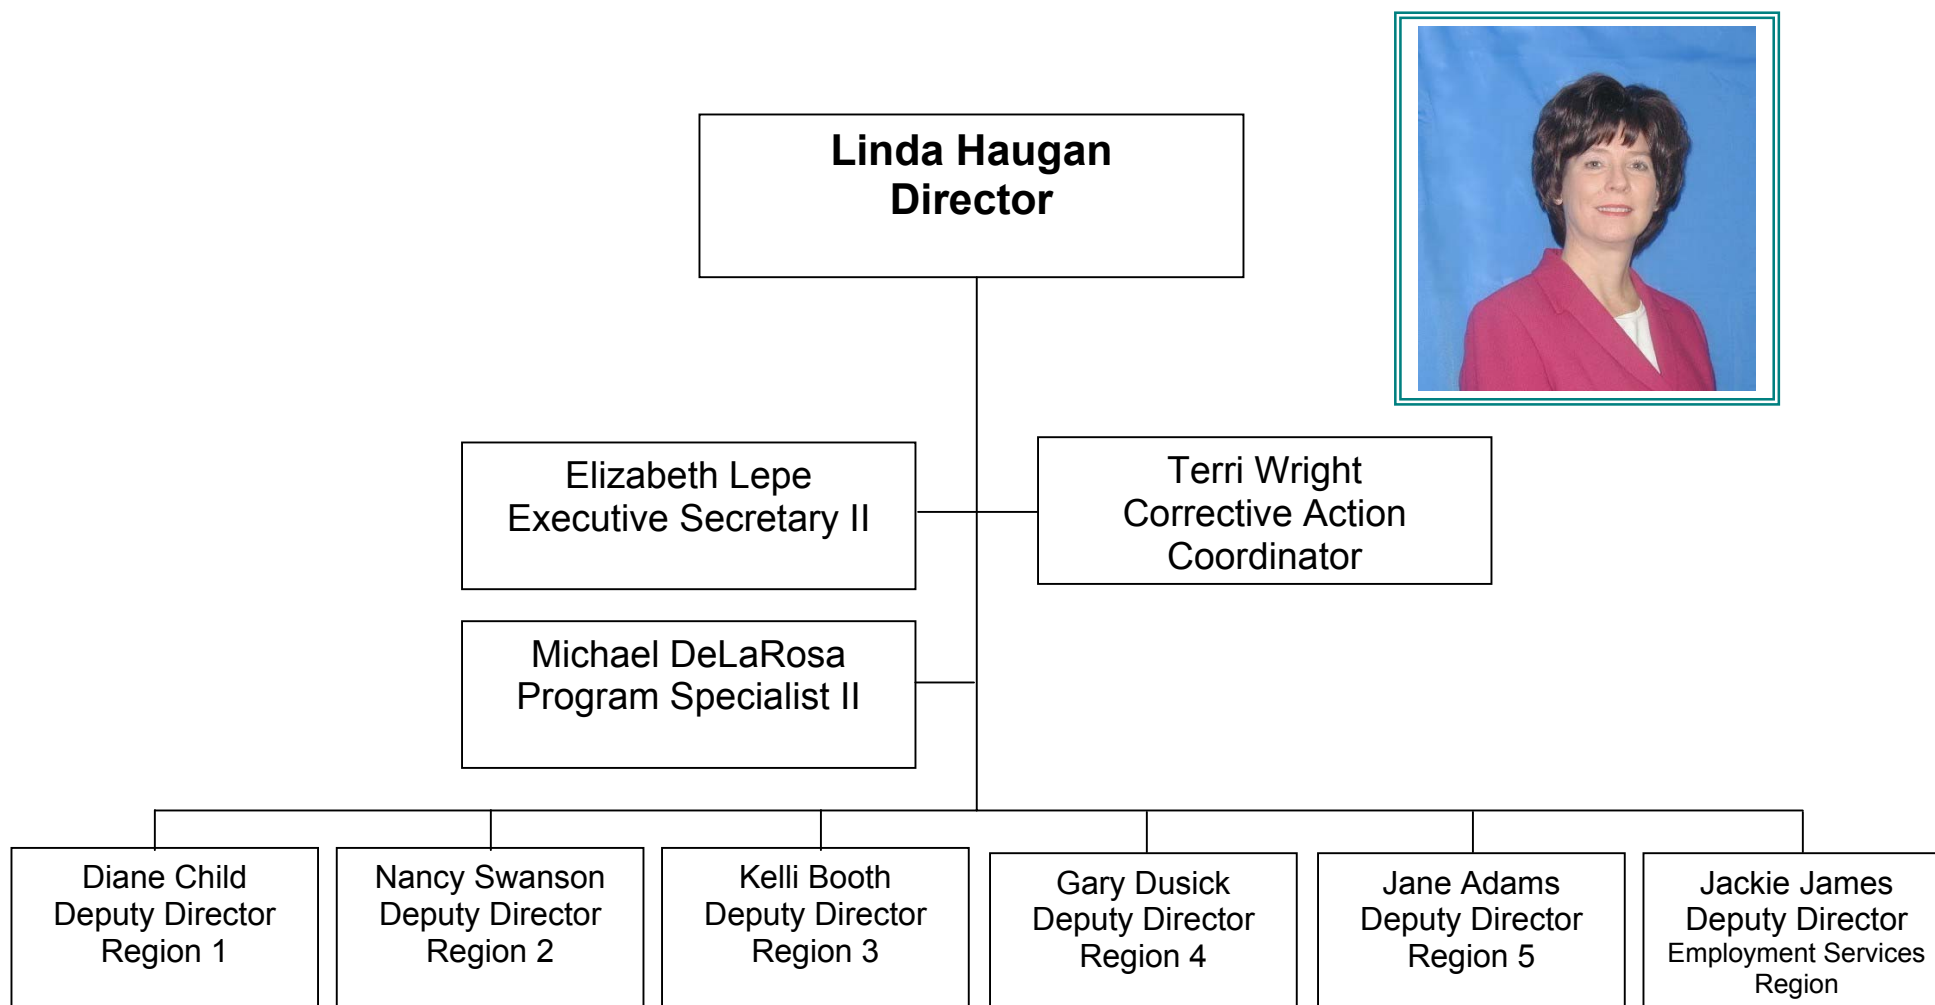 Linda Haugan
Director
Elizabeth Lepe
Executive Secretary II
Terri Wright
Corrective Action
Coordinator
Michael DeLaRosa
Program Specialist II
Diane Child
Deputy Director
Region 1
Nancy Swanson
Deputy Director
Region 2
Kelli Booth
Deputy Director
Region 3
Gary Dusick
Deputy Director
Region 4
Jane Adams
Deputy Director
Region 5
Jackie James
Deputy Director
Employment Services
Region